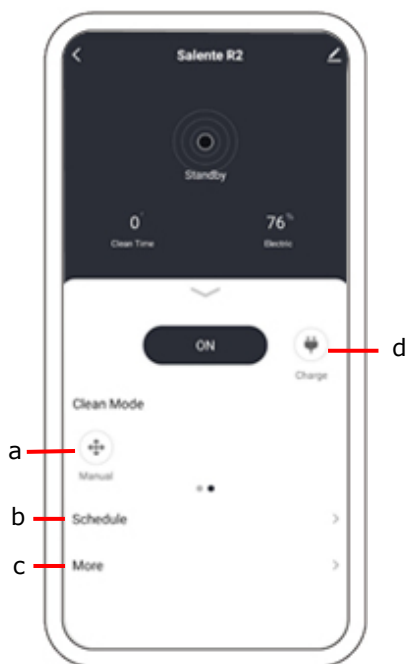 Salente R2
Standby
0'
76%
Clean Time
Electric
ON
d
Charge
Clean Mode
a
Manual
b
Schedule
c
More